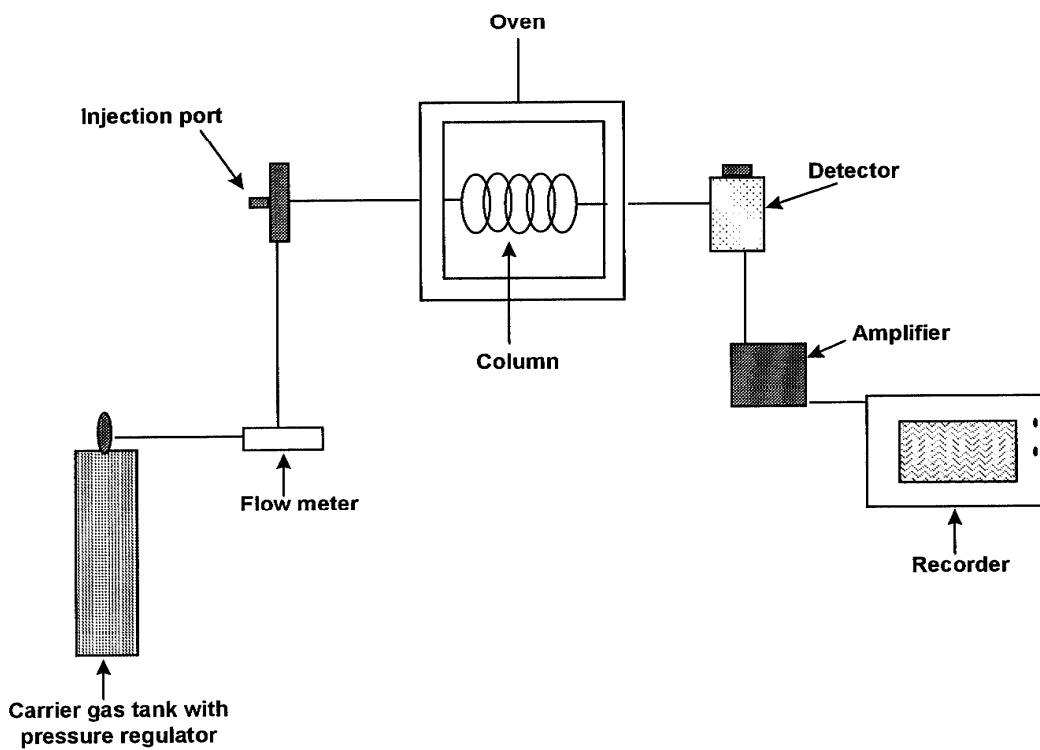 Oven
Injection port
Detector
Column
Amplifier
Flow meter
Recorder
Carrier gas tank with
pressure regulator